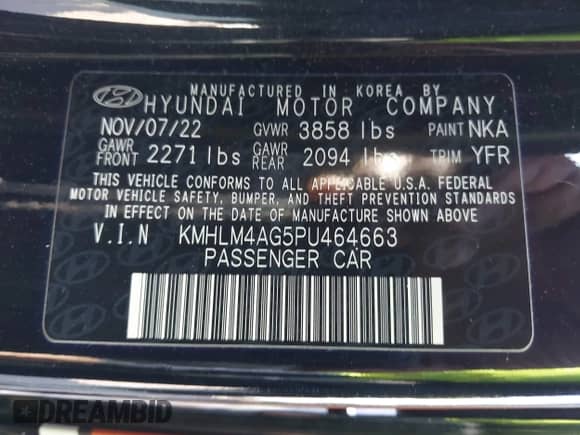 MANUFACTURED IN KOREA BY
HYUNDAI MOTOR COMPANY
NOV/07/22 GVWR 3858 lbs PAINT NKA
GAWR FRONT 2271 lbs GAWR REAR 2094 lbs TRIM YFR
THIS VEHICLE CONFORMS TO ALL APPLICABLE U.S.A. FEDERAL
MOTOR VEHICLE SAFETY, BUMPER, AND THEFT PREVENTION STANDARDS
IN EFFECT ON THE DATE OF MANUFACTURE SHOWN ABOVE
V.I.N KMHLM4AG5PU464663
PASSENGER CAR
DREAMBID